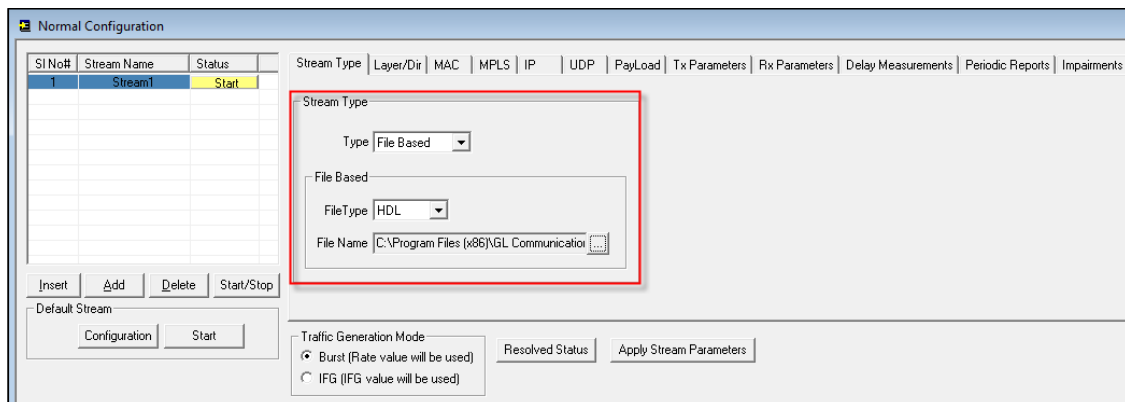 Normal Configuration
Sl No# Stream Name Status
1 Stream1 Start
Insert Add Delete Start/Stop
Default Stream
Configuration Start
Stream Type Layer/Dir MAC MPLS IP UDP PayLoad Tx Parameters Rx Parameters Delay Measurements Periodic Reports Impairments
Stream Type
Type File Based
File Based
FileType HDL
File Name C:\Program Files (x86)\GL Communication ...
Traffic Generation Mode
Burst (Rate value will be used)
IFG (IFG value will be used)
Resolved Status Apply Stream Parameters